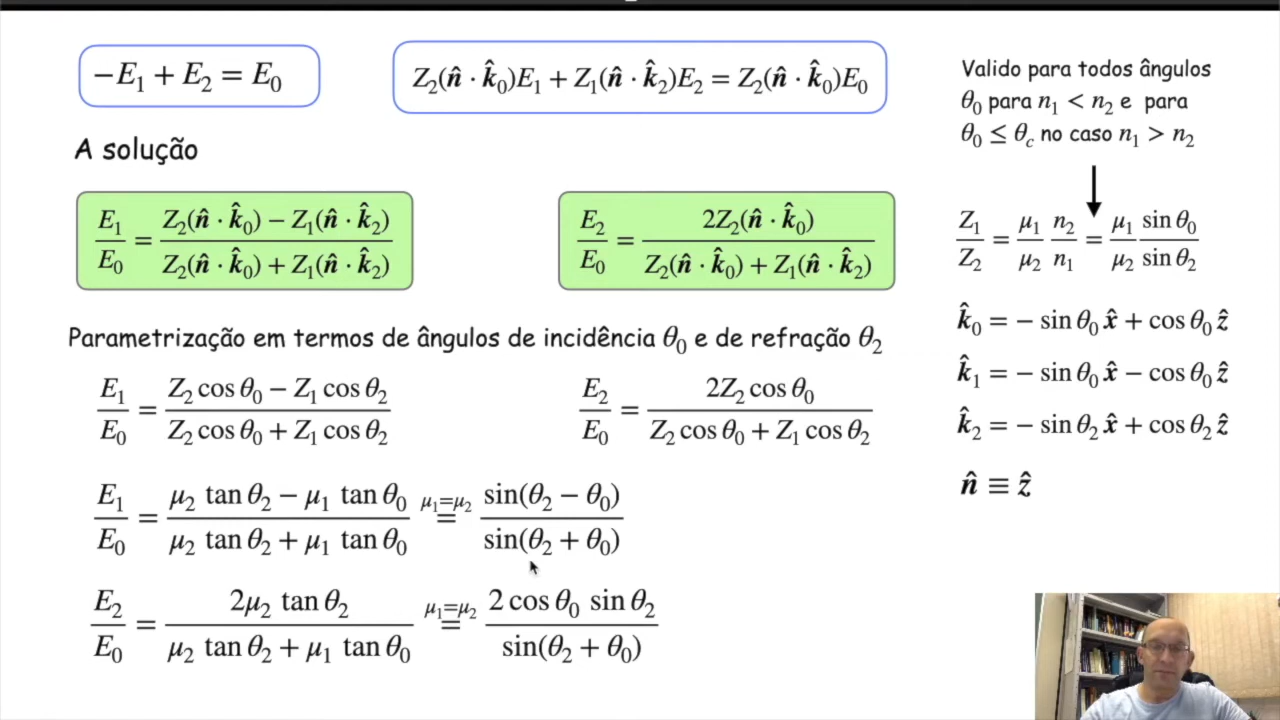 −E₁ + E₂ = E₀
Z₂(n̂ · k̂₀)E₁ + Z₁(n̂ · k̂₂)E₂ = Z₂(n̂ · k̂₀)E₀
A solução
E₁/E₀ = (Z₂(n̂ · k̂₀) − Z₁(n̂ · k̂₂))/(Z₂(n̂ · k̂₀) + Z₁(n̂ · k̂₂))
E₂/E₀ = 2Z₂(n̂ · k̂₀)/(Z₂(n̂ · k̂₀) + Z₁(n̂ · k̂₂))
Parametrização em termos de ângulos de incidência θ₀ e de refração θ₂
E₁/E₀ = (Z₂ cos θ₀ − Z₁ cos θ₂)/(Z₂ cos θ₀ + Z₁ cos θ₂)
E₂/E₀ = 2Z₂ cos θ₀/(Z₂ cos θ₀ + Z₁ cos θ₂)
E₁/E₀ = (μ₂ tan θ₂ − μ₁ tan θ₀)/(μ₂ tan θ₂ + μ₁ tan θ₀) =^{μ₁=μ₂} sin(θ₂ − θ₀)/sin(θ₂ + θ₀)
E₂/E₀ = 2μ₂ tan θ₂/(μ₂ tan θ₂ + μ₁ tan θ₀) =^{μ₁=μ₂} 2 cos θ₀ sin θ₂/sin(θ₂ + θ₀)
Valido para todos ângulos
θ₀ para n₁ < n₂ e para
θ₀ ≤ θ_c no caso n₁ > n₂
Z₁/Z₂ = μ₁/μ₂ n₂/n₁ = μ₁/μ₂ sin θ₀/sin θ₂
k̂₀ = − sin θ₀ x̂ + cos θ₀ ẑ
k̂₁ = − sin θ₀ x̂ − cos θ₀ ẑ
k̂₂ = − sin θ₂ x̂ + cos θ₂ ẑ
n̂ ≡ ẑ